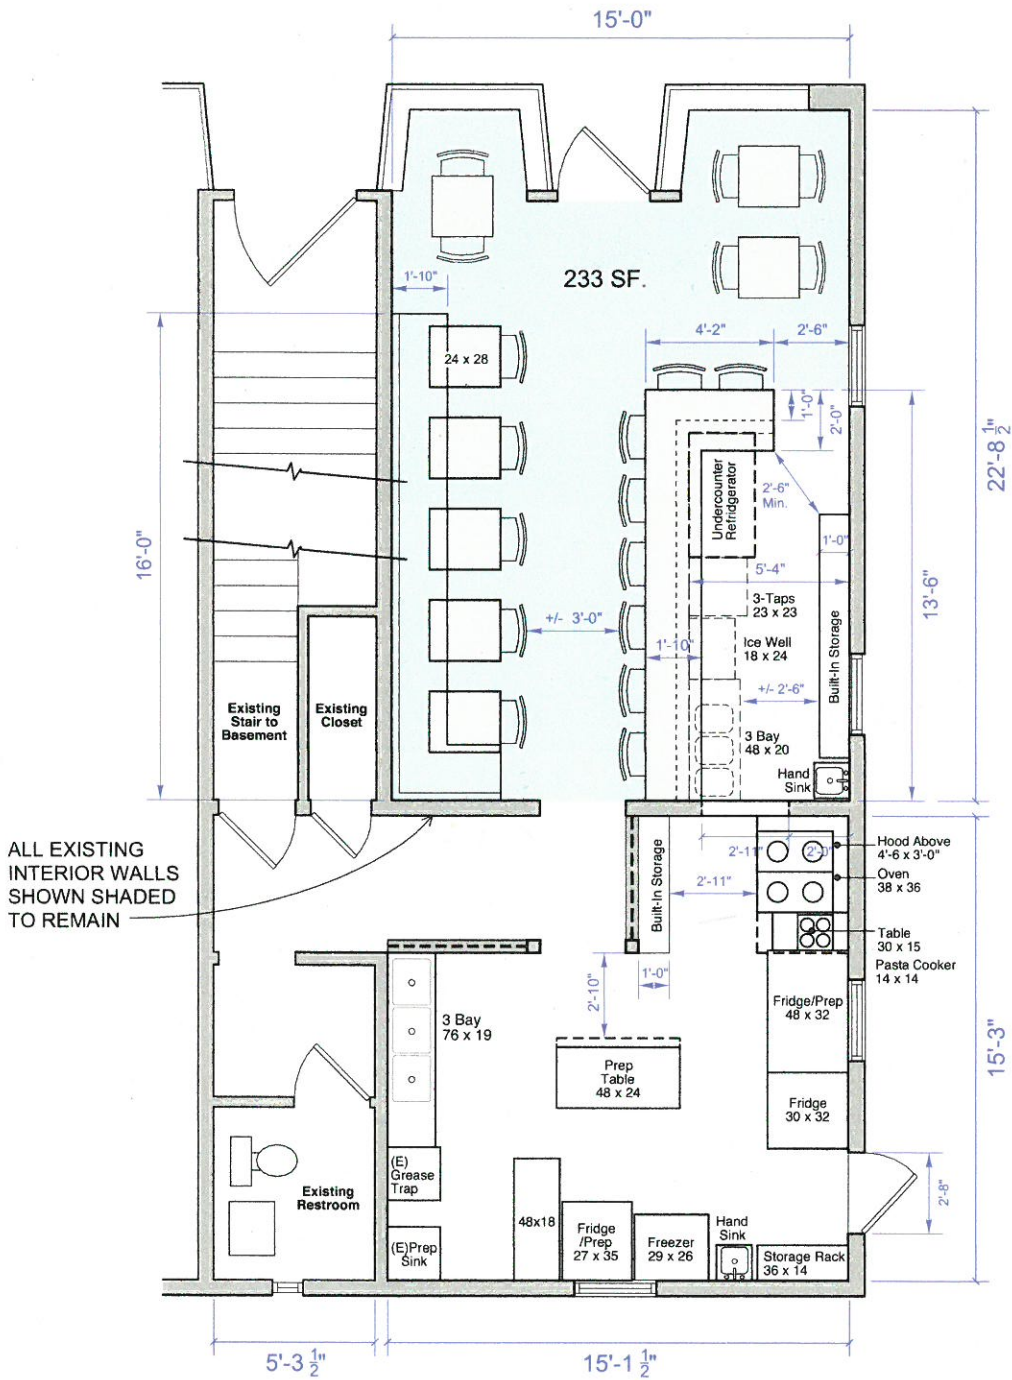 15'-0"
1'-10"
233 SF.
4'-2"
2'-6"
24 x 28
1'-0"
2'-0"
22'-8 1/2"
Undercounter
Refridgerator
2'-6"
Min.
16'-0"
1'-0"
5'-4"
13'-6"
3-Taps
23 x 23
+/- 3'-0"
1'-10"
Ice Well
18 x 24
Built-In Storage
+/- 2'-6"
Existing
Stair to
Basement
Existing
Closet
3 Bay
48 x 20
Hand
Sink
ALL EXISTING
INTERIOR WALLS
SHOWN SHADED
TO REMAIN
Built-In Storage
2'-11"
2'-0"
Hood Above
4'-6 x 3'-0"
2'-11"
Oven
38 x 36
Table
30 x 15
Pasta Cooker
14 x 14
1'-0"
2'-10"
3 Bay
76 x 19
Fridge/Prep
48 x 32
15'-3"
Prep
Table
48 x 24
Fridge
30 x 32
(E)
Grease
Trap
2'-8"
Existing
Restroom
48x18
Fridge
/Prep
27 x 35
Freezer
29 x 26
Hand
Sink
Storage Rack
36 x 14
(E)Prep
Sink
5'-3 1/2"
15'-1 1/2"